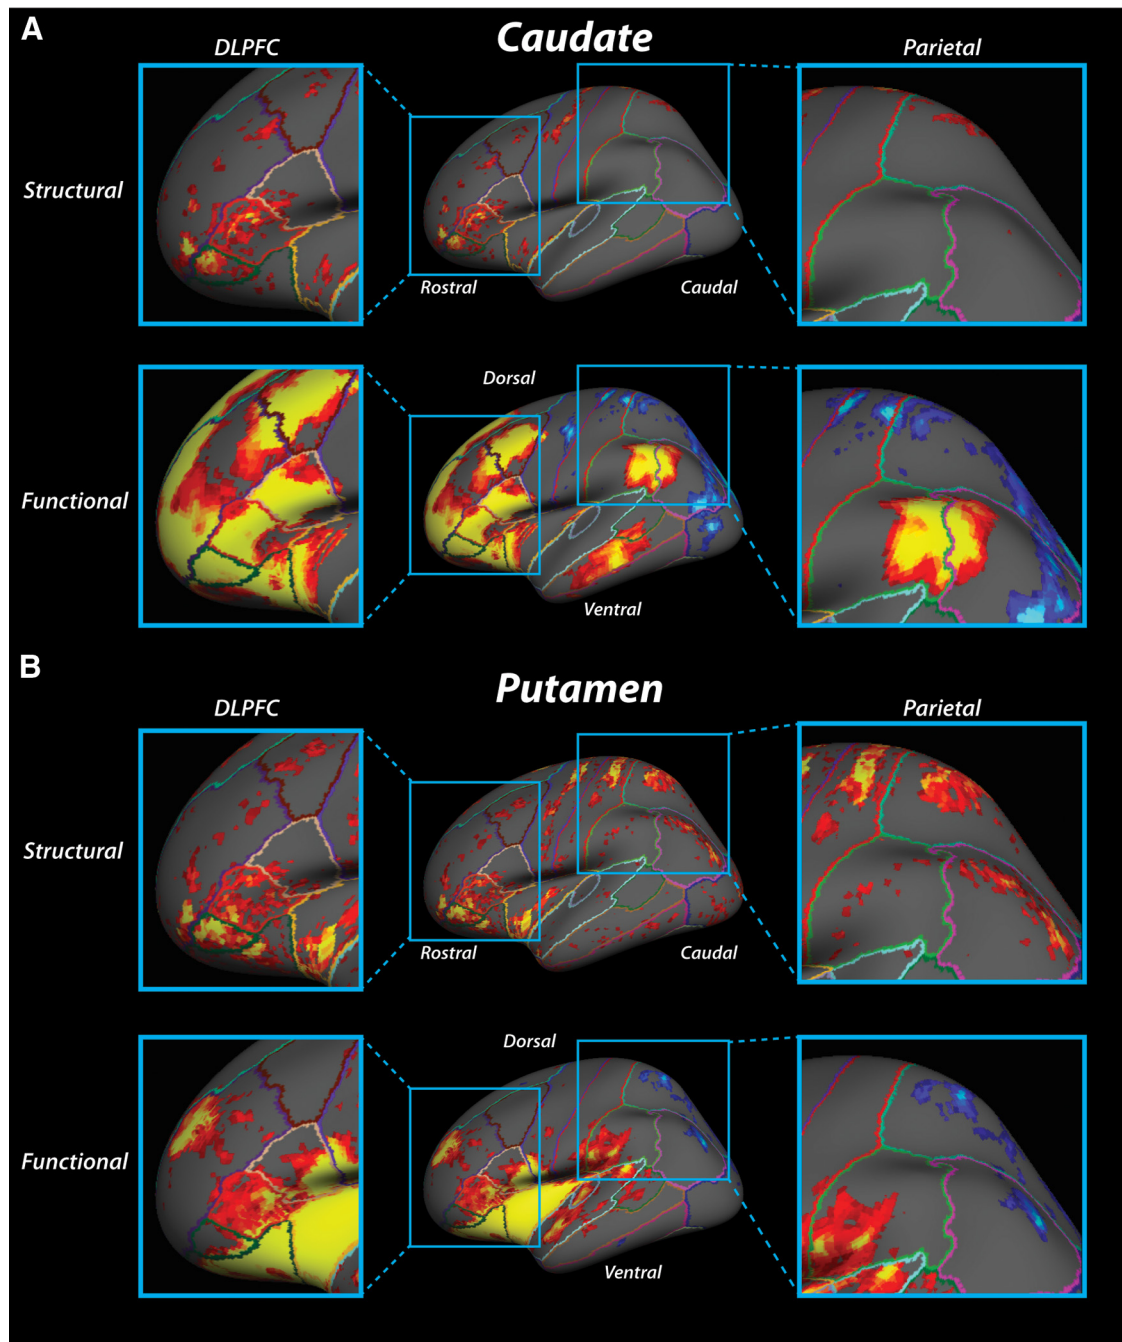 A
Caudate
DLPFC
Parietal
Structural
Rostral
Caudal
Dorsal
Functional
Ventral
B
Putamen
DLPFC
Parietal
Structural
Rostral
Caudal
Dorsal
Functional
Ventral